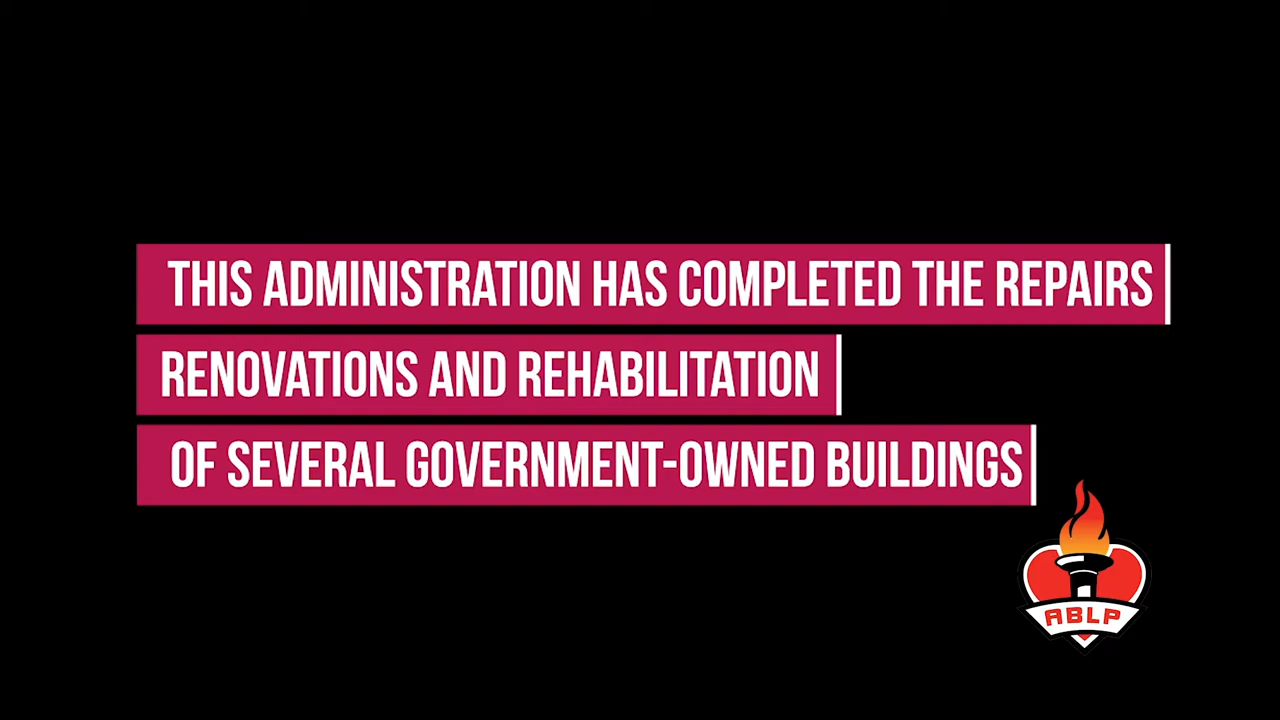 THIS ADMINISTRATION HAS COMPLETED THE REPAIRS
RENOVATIONS AND REHABILITATION
OF SEVERAL GOVERNMENT-OWNED BUILDINGS
ABLP